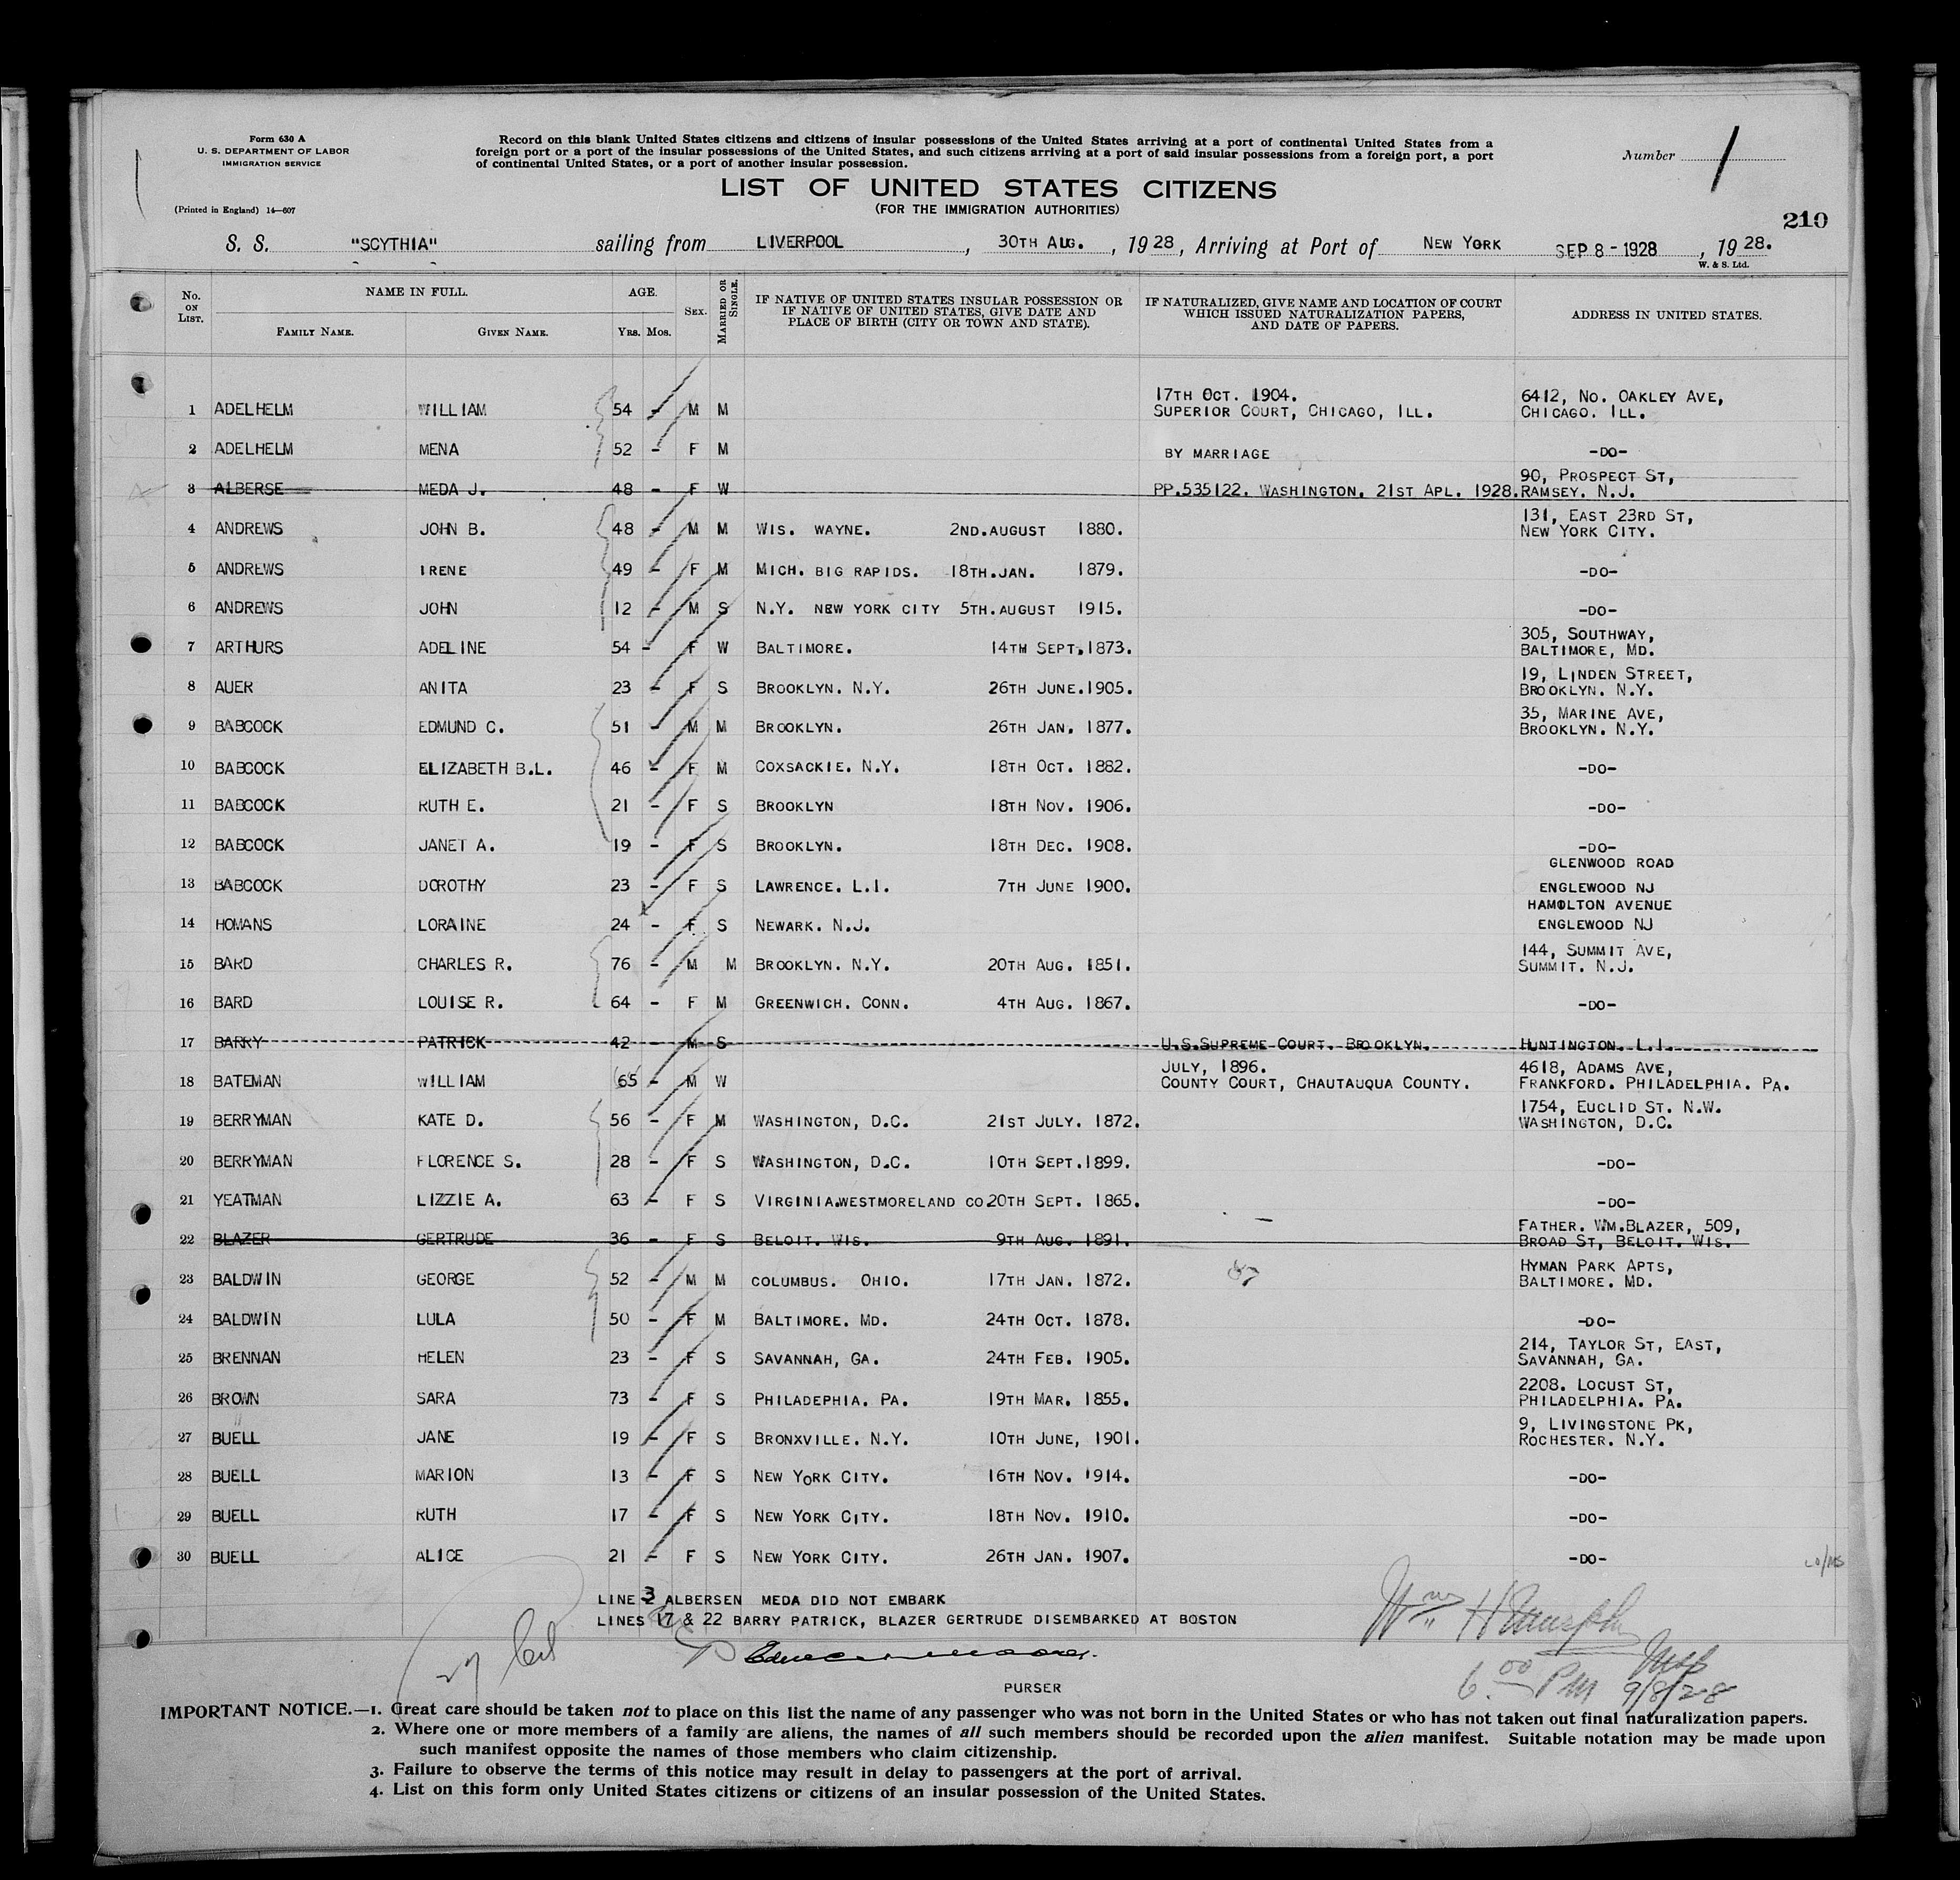 Form 630 A
U. S. DEPARTMENT OF LABOR
IMMIGRATION SERVICE
(Printed in England) 14—607
Record on this blank United States citizens and citizens of insular possessions of the United States arriving at a port of continental United States from a
foreign port or a port of the insular possessions of the United States, and such citizens arriving at a port of said insular possessions from a foreign port, a port
of continental United States, or a port of another insular possession.
Number 1
LIST OF UNITED STATES CITIZENS
(FOR THE IMMIGRATION AUTHORITIES)
210
S. S. "SCYTHIA" sailing from LIVERPOOL, 30TH AUG., 1928, Arriving at Port of NEW YORK SEP 8 - 1928, 1928.
W. & S. Ltd.
No. ON LIST. NAME IN FULL. FAMILY NAME. GIVEN NAME. AGE. YRS. MOS. SEX. MARRIED OR SINGLE. IF NATIVE OF UNITED STATES INSULAR POSSESSION OR IF NATIVE OF UNITED STATES, GIVE DATE AND PLACE OF BIRTH (CITY OR TOWN AND STATE). IF NATURALIZED, GIVE NAME AND LOCATION OF COURT WHICH ISSUED NATURALIZATION PAPERS, AND DATE OF PAPERS. ADDRESS IN UNITED STATES.
1 ADELHELM WILLIAM 54 - M M 17TH OCT. 1904. SUPERIOR COURT, CHICAGO, ILL. 6412, NO. OAKLEY AVE, CHICAGO. ILL.
2 ADELHELM MENA 52 - F M BY MARRIAGE -DO-
3 ALBERSE MEDA J. 48 - F W PP.535122. WASHINGTON, 21ST APL. 1928. 90, PROSPECT ST, RAMSEY. N.J.
4 ANDREWS JOHN B. 48 - M M WIS. WAYNE. 2ND.AUGUST 1880. 131, EAST 23RD ST, NEW YORK CITY.
5 ANDREWS IRENE 49 - F M MICH. BIG RAPIDS. 18TH.JAN. 1879. -DO-
6 ANDREWS JOHN 12 - M S N.Y. NEW YORK CITY 5TH.AUGUST 1915. -DO-
7 ARTHURS ADELINE 54 - F W BALTIMORE. 14TH SEPT.1873. 305, SOUTHWAY, BALTIMORE, MD.
8 AUER ANITA 23 - F S BROOKLYN. N.Y. 26TH JUNE.1905. 19, LINDEN STREET, BROOKLYN. N.Y.
9 BABCOCK EDMUND C. 51 - M M BROOKLYN. 26TH JAN. 1877. 35, MARINE AVE, BROOKLYN. N.Y.
10 BABCOCK ELIZABETH B.L. 46 - F M COXSACKIE. N.Y. 18TH OCT. 1882. -DO-
11 BABCOCK RUTH E. 21 - F S BROOKLYN 18TH NOV. 1906. -DO-
12 BABCOCK JANET A. 19 - F S BROOKLYN. 18TH DEC. 1908. -DO-
13 BABCOCK DOROTHY 23 - F S LAWRENCE. L.I. 7TH JUNE 1900. GLENWOOD ROAD ENGLEWOOD NJ
14 HOMANS LORAINE 24 - F S NEWARK. N.J. HAMOLTON AVENUE ENGLEWOOD NJ
15 BARD CHARLES R. 76 - M M BROOKLYN. N.Y. 20TH AUG. 1851. 144, SUMMIT AVE, SUMMIT. N.J.
16 BARD LOUISE R. 64 - F M GREENWICH. CONN. 4TH AUG. 1867. -DO-
17 BARRY PATRICK 42 - M S U.S.SUPREME COURT. BROOKLYN. HUNTINGTON. L.I.
18 BATEMAN WILLIAM 65 - M W JULY, 1896. COUNTY COURT, CHAUTAUQUA COUNTY. 4618, ADAMS AVE, FRANKFORD. PHILADELPHIA. PA.
19 BERRYMAN KATE D. 56 - F M WASHINGTON, D.C. 21ST JULY. 1872. 1754, EUCLID ST. N.W. WASHINGTON, D.C.
20 BERRYMAN FLORENCE S. 28 - F S WASHINGTON, D.C. 10TH SEPT.1899. -DO-
21 YEATMAN LIZZIE A. 63 - F S VIRGINIA.WESTMORELAND CO 20TH SEPT. 1865. -DO-
22 BLAZER GERTRUDE 36 - F S BELOIT. WIS. 9TH AUG. 1891. FATHER. WM.BLAZER, 509, BROAD ST, BELOIT. WIS.
23 BALDWIN GEORGE 52 - M M COLUMBUS. OHIO. 17TH JAN. 1872. HYMAN PARK APTS, BALTIMORE. MD.
24 BALDWIN LULA 50 - F M BALTIMORE. MD. 24TH OCT. 1878. -DO-
25 BRENNAN HELEN 23 - F S SAVANNAH, GA. 24TH FEB. 1905. 214, TAYLOR ST, EAST, SAVANNAH, GA.
26 BROWN SARA 73 - F S PHILADEPHIA. PA. 19TH MAR. 1855. 2208. LOCUST ST, PHILADELPHIA. PA.
27 BUELL JANE 19 - F S BRONXVILLE. N.Y. 10TH JUNE, 1901. 9, LIVINGSTONE PK, ROCHESTER. N.Y.
28 BUELL MARION 13 - F S NEW YORK CITY. 16TH NOV. 1914. -DO-
29 BUELL RUTH 17 - F S NEW YORK CITY. 18TH NOV. 1910. -DO-
30 BUELL ALICE 21 - F S NEW YORK CITY. 26TH JAN. 1907. -DO-
LINE 3 ALBERSEN MEDA DID NOT EMBARK
LINES 17 & 22 BARRY PATRICK, BLAZER GERTRUDE DISEMBARKED AT BOSTON
Wm H Murphy
Insp
6.00 PM 9/8/28
PURSER
IMPORTANT NOTICE.—1. Great care should be taken not to place on this list the name of any passenger who was not born in the United States or who has not taken out final naturalization papers.
2. Where one or more members of a family are aliens, the names of all such members should be recorded upon the alien manifest. Suitable notation may be made upon
such manifest opposite the names of those members who claim citizenship.
3. Failure to observe the terms of this notice may result in delay to passengers at the port of arrival.
4. List on this form only United States citizens or citizens of an insular possession of the United States.